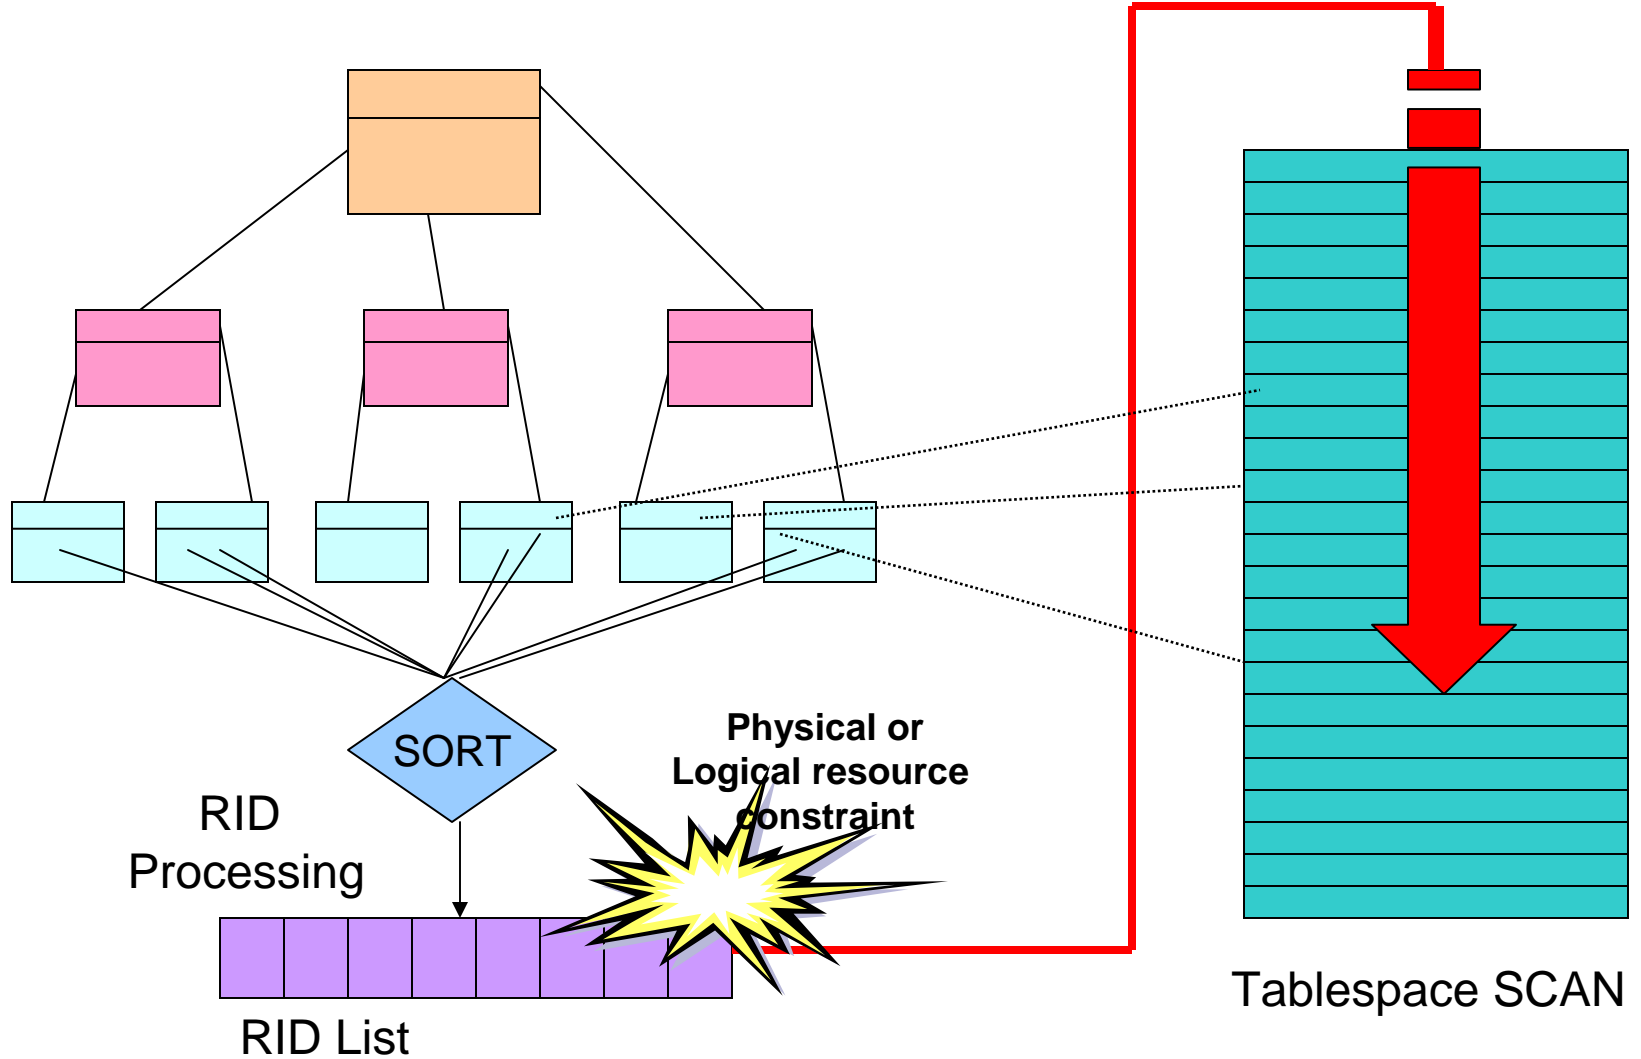 SORT
Physical or
Logical resource
constraint
RID
Processing
RID List
Tablespace SCAN